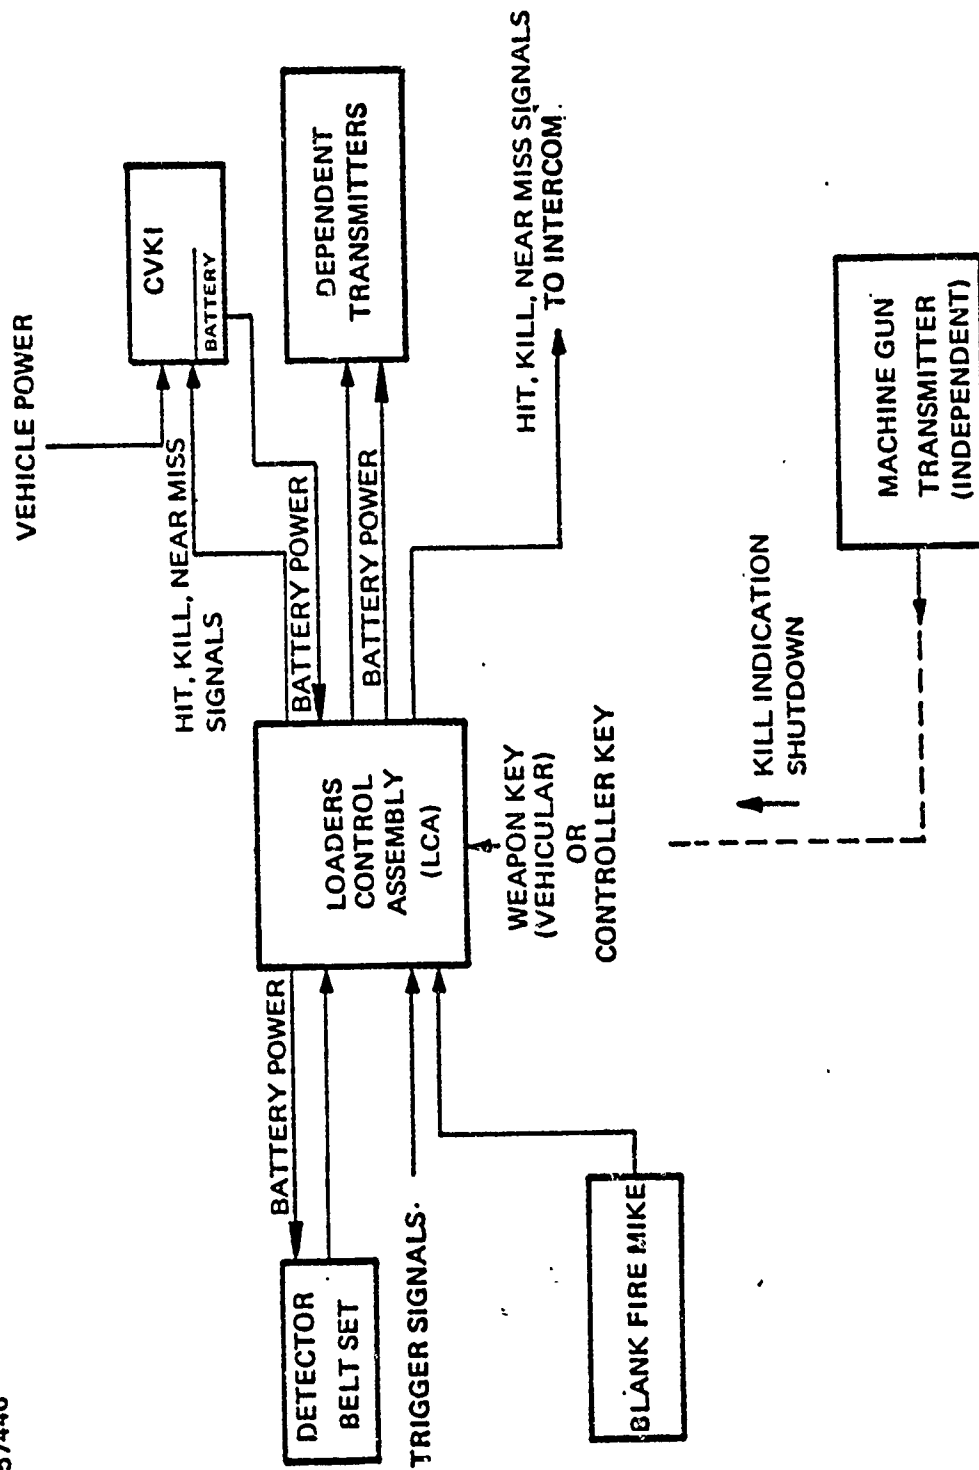 VEHICLE POWER
CVKI
BATTERY
HIT, KILL, NEAR MISS
SIGNALS
BATTERY POWER
DEPENDENT
TRANSMITTERS
BATTERY POWER
HIT, KILL, NEAR MISS SIGNALS
TO INTERCOM.
LOADERS
CONTROL
ASSEMBLY
(LCA)
BATTERY POWER
DETECTOR
BELT SET
TRIGGER SIGNALS
BLANK FIRE MIKE
WEAPON KEY
(VEHICULAR)
OR
CONTROLLER KEY
KILL INDICATION
SHUTDOWN
MACHINE GUN
TRANSMITTER
(INDEPENDENT)